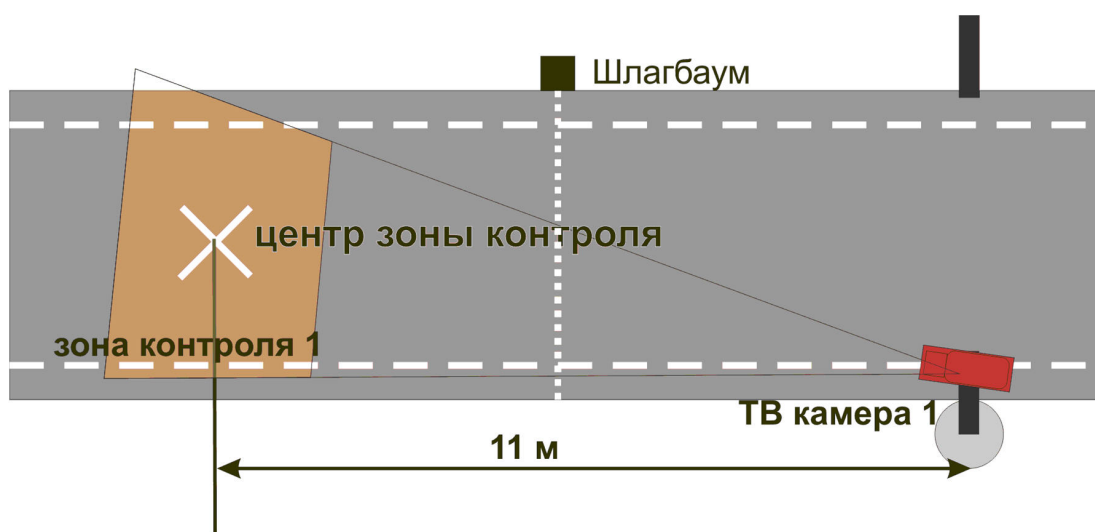 Шлагбаум
центр зоны контроля
зона контроля 1
ТВ камера 1
11 м